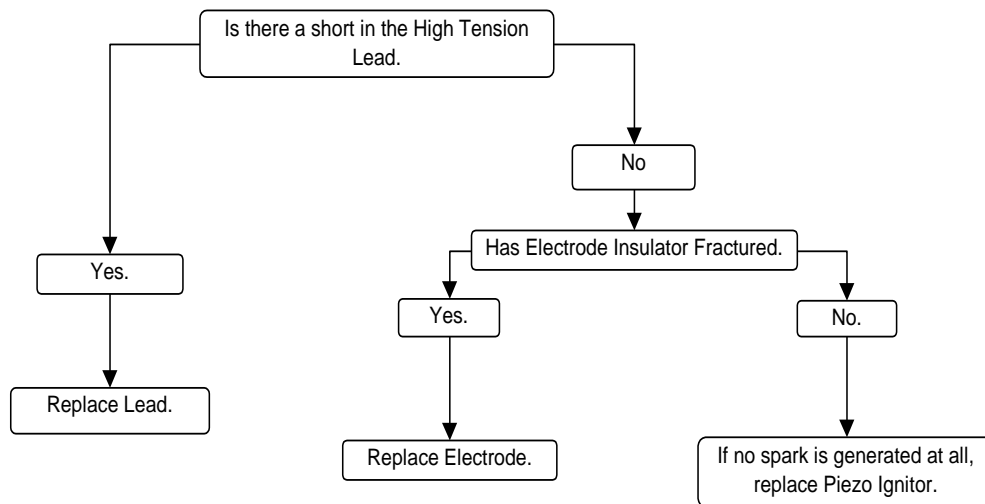 Is there a short in the High Tension
Lead.
No
Has Electrode Insulator Fractured.
Yes.
Yes.
No.
Replace Lead.
Replace Electrode.
If no spark is generated at all,
replace Piezo Ignitor.